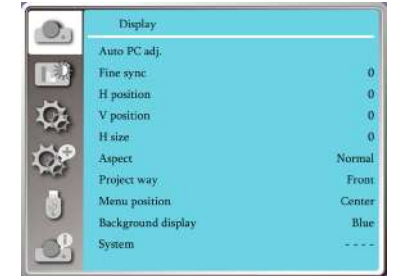 Display
Auto PC adj.
Fine sync 0
H position 0
V position 0
H size 0
Aspect Normal
Project way Front
Menu position Center
Background display Blue
System - - - -